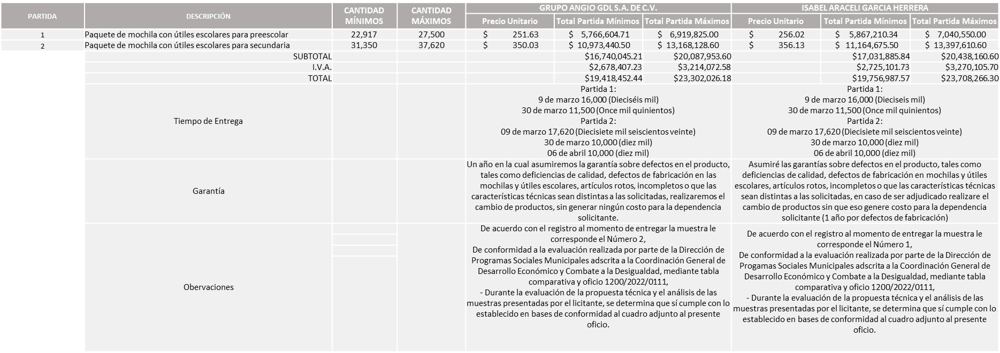 PARTIDA
DESCRIPCIÓN
CANTIDAD
MÍNIMOS
CANTIDAD
MÁXIMOS
GRUPO ANGIO GDL S.A. DE C.V.
ISABEL ARACELI GARCIA HERRERA
Precio Unitario Total Partida Mínimos Total Partida Máximos Precio Unitario Total Partida Mínimos Total Partida Máximos
1 Paquete de mochila con útiles escolares para preescolar 22,917 27,500 $ 251.63 $ 5,766,604.71 $ 6,919,825.00 $ 256.02 $ 5,867,210.34 $ 7,040,550.00
2 Paquete de mochila con útiles escolares para secundaria 31,350 37,620 $ 350.03 $ 10,973,440.50 $ 13,168,128.60 $ 356.13 $ 11,164,675.50 $ 13,397,610.60
SUBTOTAL $16,740,045.21 $20,087,953.60 $17,031,885.84 $20,438,160.60
I.V.A. $2,678,407.23 $3,214,072.58 $2,725,101.73 $3,270,105.70
TOTAL $19,418,452.44 $23,302,026.18 $19,756,987.57 $23,708,266.30
Tiempo de Entrega
Partida 1:
9 de marzo 16,000 (Dieciséis mil)
30 de marzo 11,500 (Once mil quinientos)
Partida 2:
09 de marzo 17,620 (Diecisiete mil seiscientos veinte)
30 de marzo 10,000 (diez mil)
06 de abril 10,000 (diez mil)
Partida 1:
9 de marzo 16,000 (Dieciseis mil)
30 de marzo 11,500 (Once mil quinientos)
Partida 2:
09 de marzo 17,620 (Diecisiete mil seiscientos veinte)
30 de marzo 10,000 (diez mil)
06 de abril 10,000 (diez mil)
Garantía
Un año en la cual asumiremos la garantía sobre defectos en el producto,
tales como deficiencias de calidad, defectos de fabricación en las
mochilas y útiles escolares, artículos rotos, incompletos o que las
características técnicas sean distintas a las solicitadas, realizaremos el
cambio de productos, sin generar ningún costo para la dependencia
solicitante.
Asumiré las garantías sobre defectos en el producto, tales como
deficiencias de calidad, defectos de fabricación en mochilas y útiles
escolares, artículos rotos, incompletos o que las características técnicas
sean distintas a las solicitadas, en caso de ser adjudicado realizare el
cambio de productos sin que eso genere costo para la dependencia
solicitante (1 año por defectos de fabricación)
Obervaciones
De acuerdo con el registro al momento de entregar la muestra le
corresponde el Número 2,
De conformidad a la evaluación realizada por parte de la Dirección de
Programas Sociales Municipales adscrita a la Coordinación General de
Desarrollo Económico y Combate a la Desigualdad, mediante tabla
comparativa y oficio 1200/2022/0111,
- Durante la evaluación de la propuesta técnica y el análisis de las
muestras presentadas por el licitante, se determina que sí cumple con lo
establecido en bases de conformidad al cuadro adjunto al presente
oficio.
De acuerdo con el registro al momento de entregar la muestra le
corresponde el Número 1,
De conformidad a la evaluación realizada por parte de la Dirección de
Progamas Sociales Municipales adscrita a la Coordinación General de
Desarrollo Económico y Combate a la Desigualdad, mediante tabla
comparativa y oficio 1200/2022/0111,
- Durante la evaluación de la propuesta técnica y el análisis de las
muestras presentadas por el licitante, se determina que sí cumple con lo
establecido en bases de conformidad al cuadro adjunto al presente
oficio.